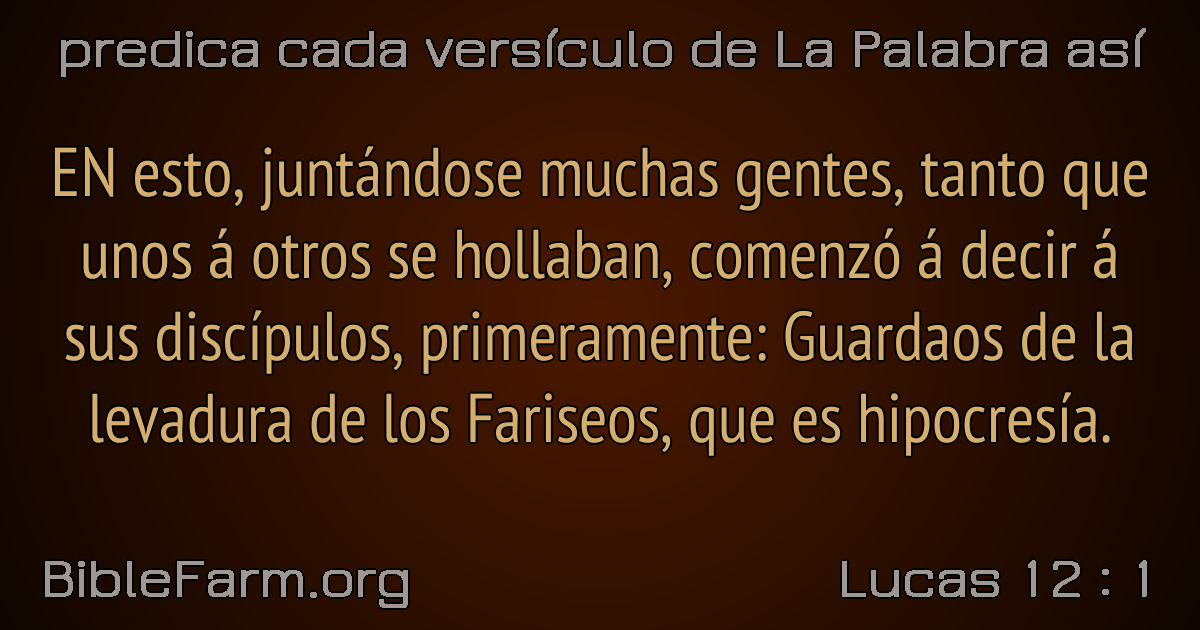 predica cada versículo de La Palabra así
EN esto, juntándose muchas gentes, tanto que
unos á otros se hollaban, comenzó á decir á
sus discípulos, primeramente: Guardaos de la
levadura de los Fariseos, que es hipocresía.
BibleFarm.org
Lucas 12 : 1